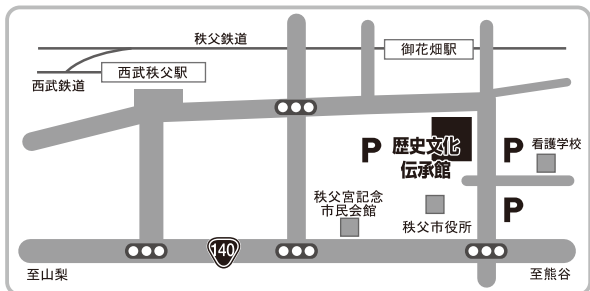 秩父鉄道
御花畑駅
西武秩父駅
西武鉄道
P
歴史文化
伝承館
P
看護学校
秩父宮記念
市民会館
秩父市役所
P
140
至山梨
至熊谷